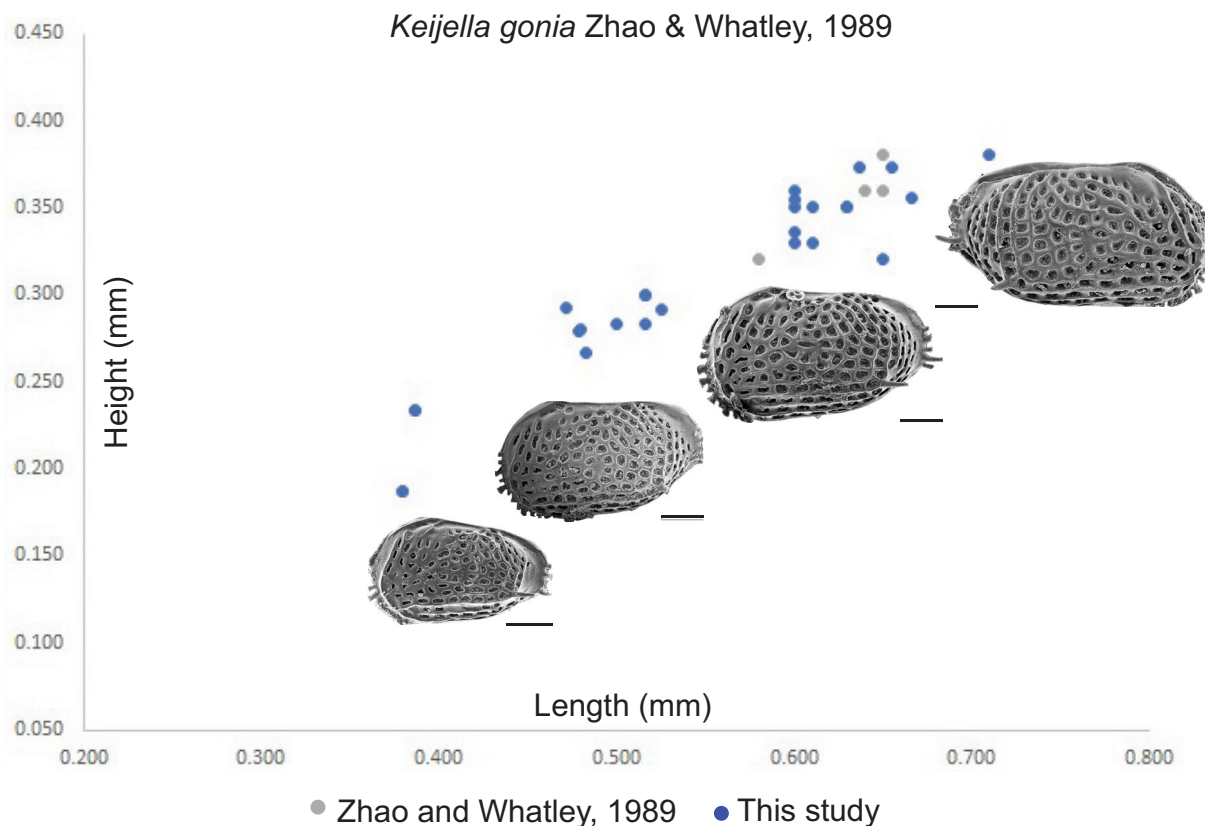 Keijella gonia Zhao & Whatley, 1989
0.450
0.400
0.350
0.300
0.250
0.200
0.150
0.100
0.050
Height (mm)
Length (mm)
0.200 0.300 0.400 0.500 0.600 0.700 0.800
Zhao and Whatley, 1989 This study